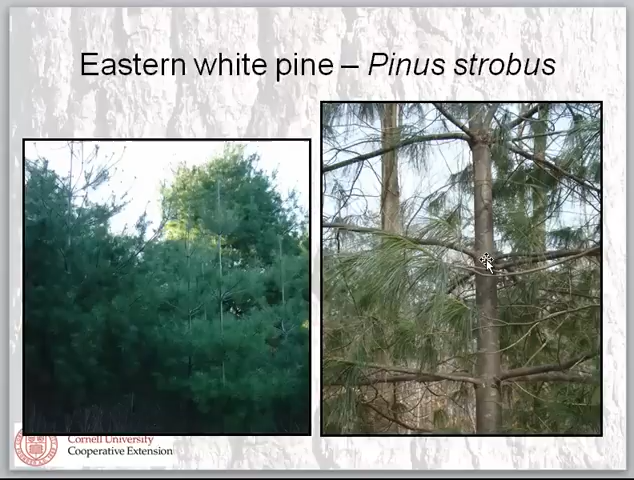 Eastern white pine – Pinus strobus
Cornell University
Cooperative Extension